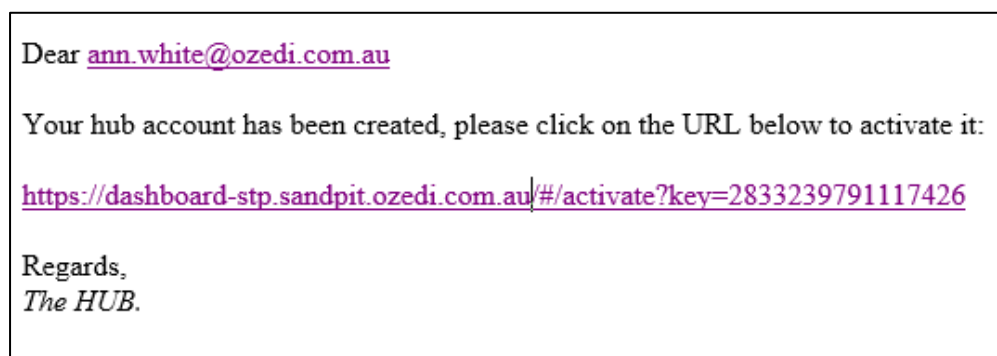 Dear ann.white@ozedi.com.au
Your hub account has been created, please click on the URL below to activate it:
https://dashboard-stp.sandpit.ozedi.com.au/#/activate?key=2833239791117426
Regards,
The HUB.